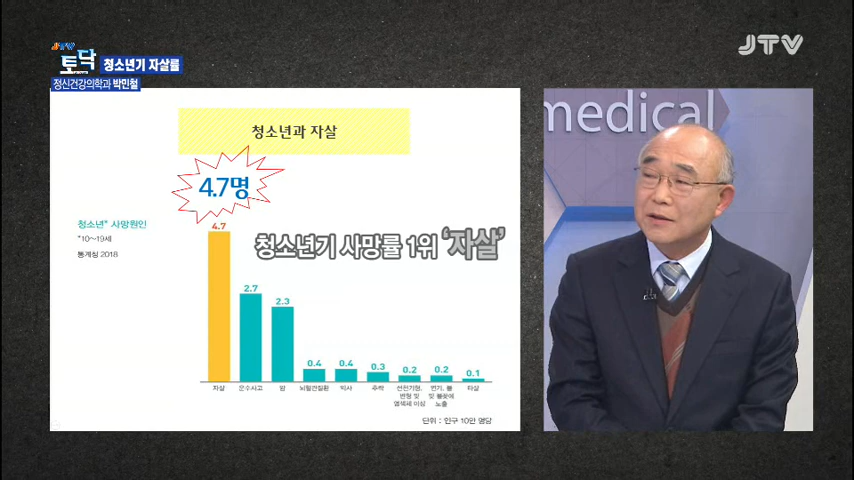 JTV
토닥
청소년기 자살률
정신건강의학과 박민철
JTV
medical
청소년과 자살
4.7명
청소년* 사망원인
*10~19세
통계청 2018
청소년기 사망률 1위 '자살'
4.7
2.7
2.3
0.4
0.4
0.3
0.2
0.2
0.1
자살
운수사고
암
뇌혈관질환
익사
추락
선천기형,
변형 및
염색체 이상
연기, 불
및 불꽃에
노출
타살
단위 : 인구 10만 명당